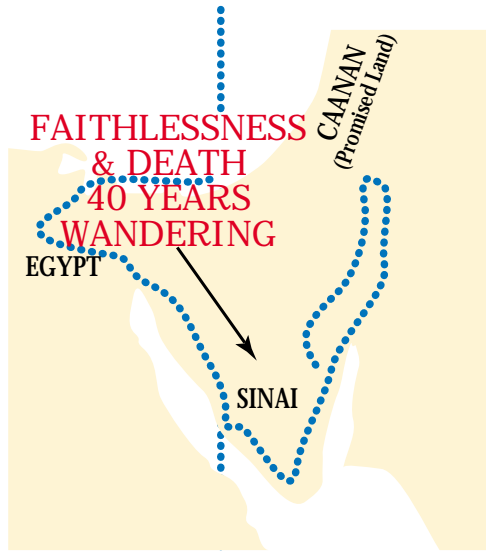 CAANAN
(Promised Land)
FAITHLESSNESS
& DEATH
40 YEARS
WANDERING
EGYPT
SINAI